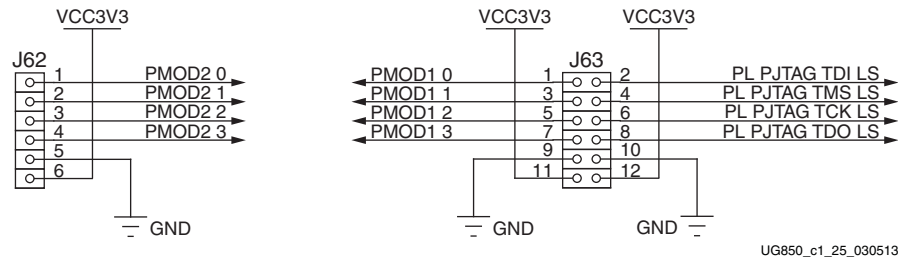 VCC3V3 VCC3V3 VCC3V3
J62 J63
1 PMOD2 0 PMOD1 0 1 2 PL PJTAG TDI LS
2 PMOD2 1 PMOD1 1 3 4 PL PJTAG TMS LS
3 PMOD2 2 PMOD1 2 5 6 PL PJTAG TCK LS
4 PMOD2 3 PMOD1 3 7 8 PL PJTAG TDO LS
5 9 10
6 11 12
GND GND GND
UG850_c1_25_030513